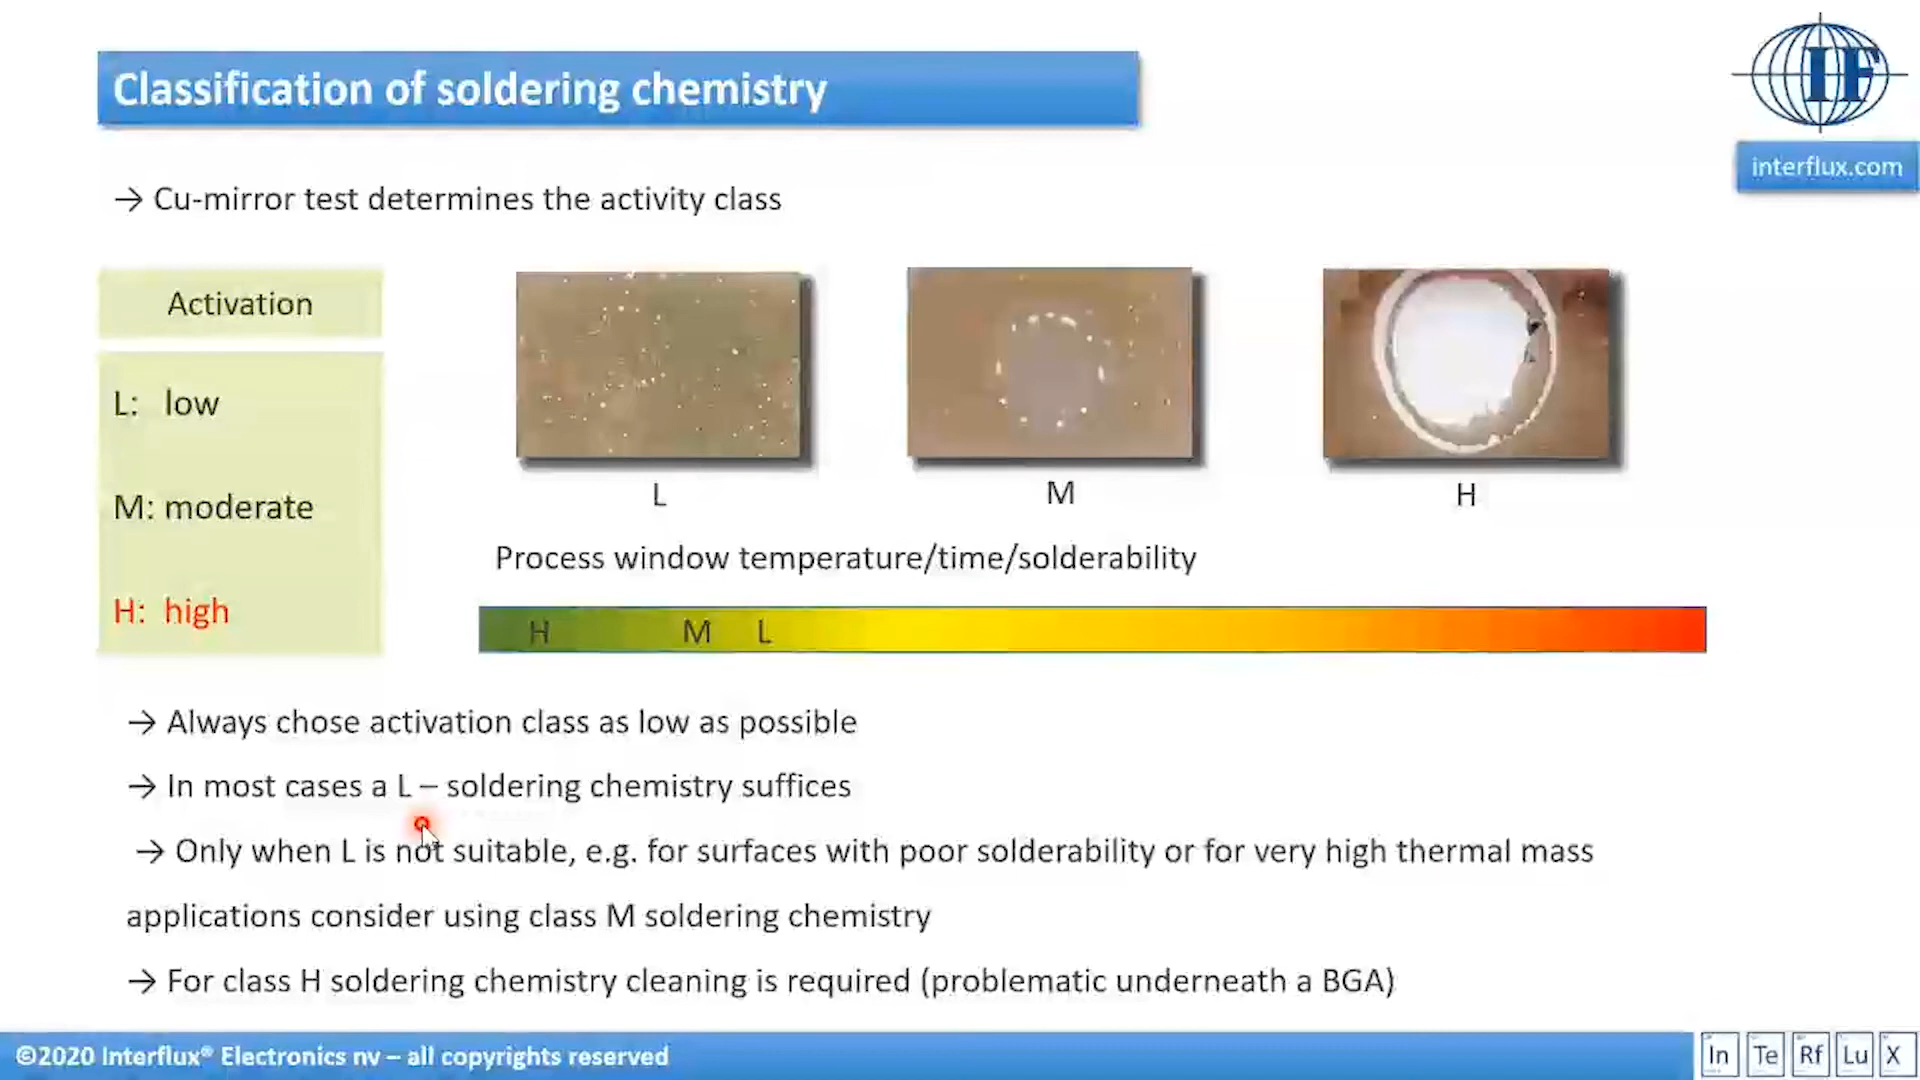 Classification of soldering chemistry
IF
interflux.com
→ Cu-mirror test determines the activity class
Activation
L: low
M: moderate
H: high
L
M
H
Process window temperature/time/solderability
H M L
→ Always chose activation class as low as possible
→ In most cases a L – soldering chemistry suffices
→ Only when L is not suitable, e.g. for surfaces with poor solderability or for very high thermal mass
applications consider using class M soldering chemistry
→ For class H soldering chemistry cleaning is required (problematic underneath a BGA)
©2020 Interflux® Electronics nv – all copyrights reserved
In Te Rf Lu X